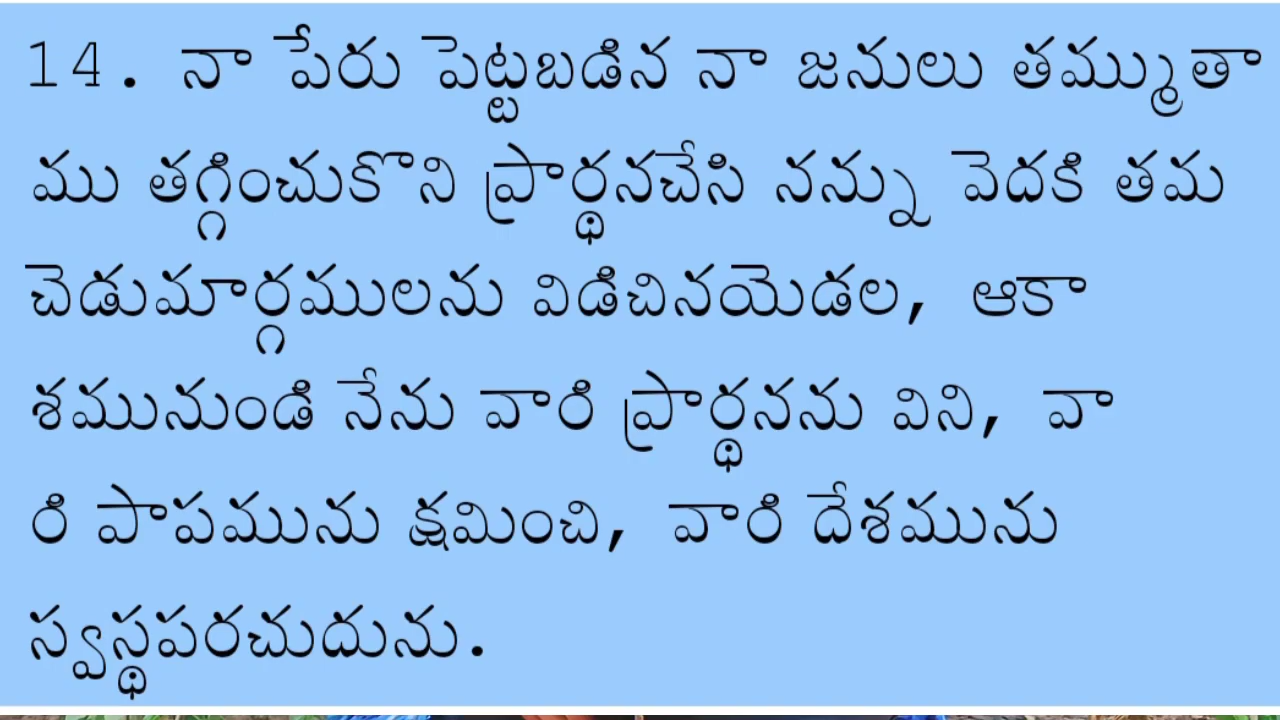 14. నా పేరు పెట్టబడిన నా జనులు తమ్ముతా
ము తగ్గించుకొని ప్రార్థనచేసి నన్ను వెదకి తమ
చెడుమార్గములను విడిచినయెడల, ఆకా
శమునుండి నేను వారి ప్రార్థనను విని, వా
రి పాపమును క్షమించి, వారి దేశమును
స్వస్థపరచుదును.